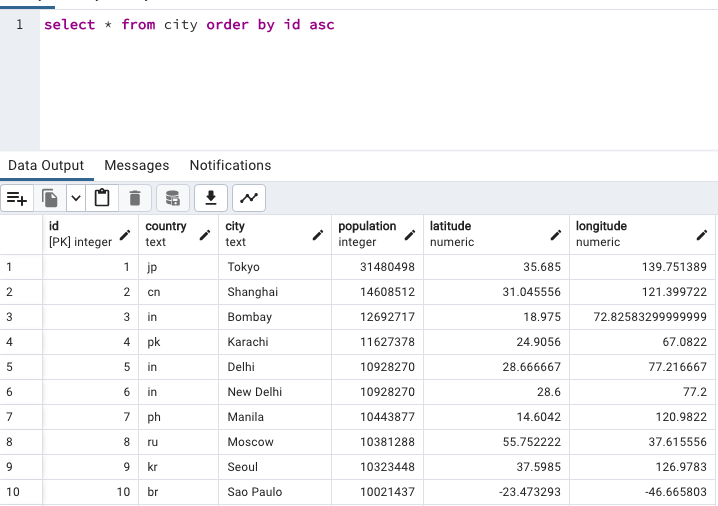 1 select * from city order by id asc
Data Output Messages Notifications
id country city population latitude longitude
[PK] integer text text integer numeric numeric
1 1 jp Tokyo 31480498 35.685 139.751389
2 2 cn Shanghai 14608512 31.045556 121.399722
3 3 in Bombay 12692717 18.975 72.82583299999999
4 4 pk Karachi 11627378 24.9056 67.0822
5 5 in Delhi 10928270 28.666667 77.216667
6 6 in New Delhi 10928270 28.6 77.2
7 7 ph Manila 10443877 14.6042 120.9822
8 8 ru Moscow 10381288 55.752222 37.615556
9 9 kr Seoul 10323448 37.5985 126.9783
10 10 br Sao Paulo 10021437 -23.473293 -46.665803